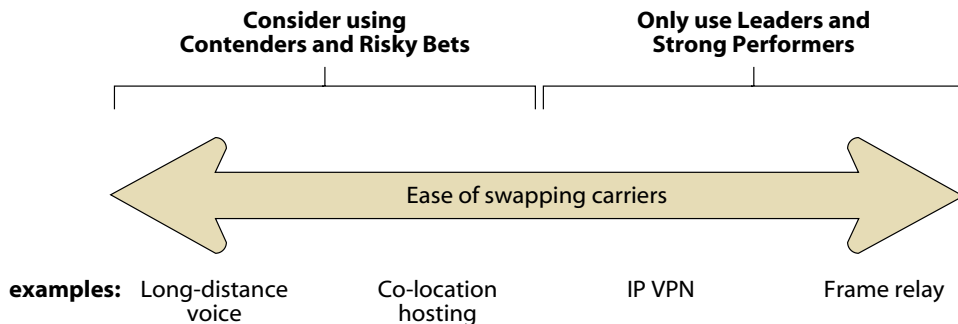 Consider using
Contenders and Risky Bets
Only use Leaders and
Strong Performers
Ease of swapping carriers
examples:
Long-distance
voice
Co-location
hosting
IP VPN
Frame relay